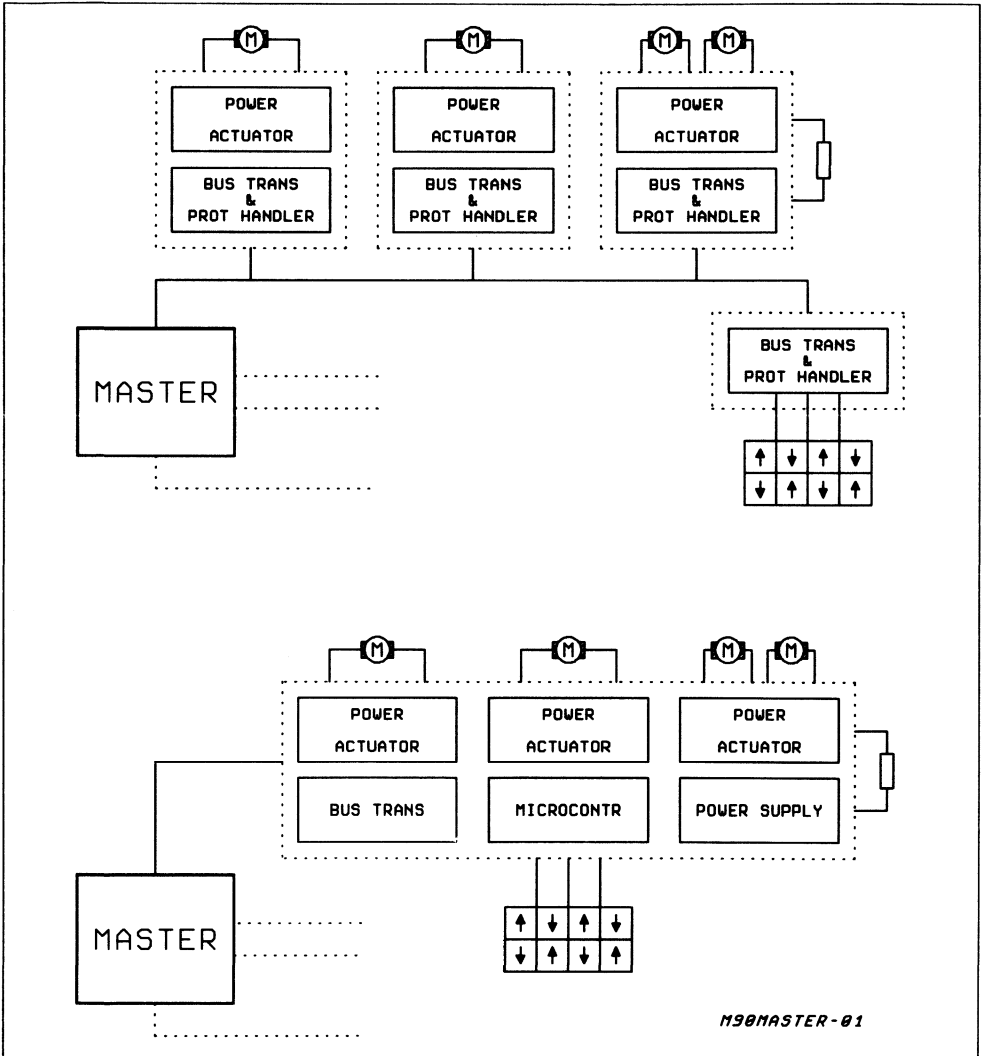 M M M M
POWER POWER POWER
ACTUATOR ACTUATOR ACTUATOR
BUS TRANS BUS TRANS BUS TRANS
& & &
PROT HANDLER PROT HANDLER PROT HANDLER
BUS TRANS
&
PROT HANDLER
MASTER
M M M M
POWER POWER POWER
ACTUATOR ACTUATOR ACTUATOR
BUS TRANS MICROCONTR POWER SUPPLY
MASTER
M90MASTER-01